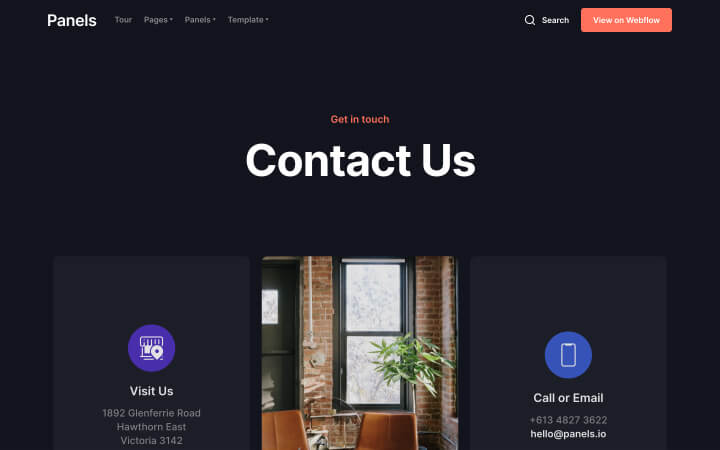 Panels
Tour
Pages
Panels
Template
Search
View on Webflow
Get in touch
Contact Us
Visit Us
1892 Glenferrie Road
Hawthorn East
Victoria 3142
Call or Email
+613 4827 3622
hello@panels.io